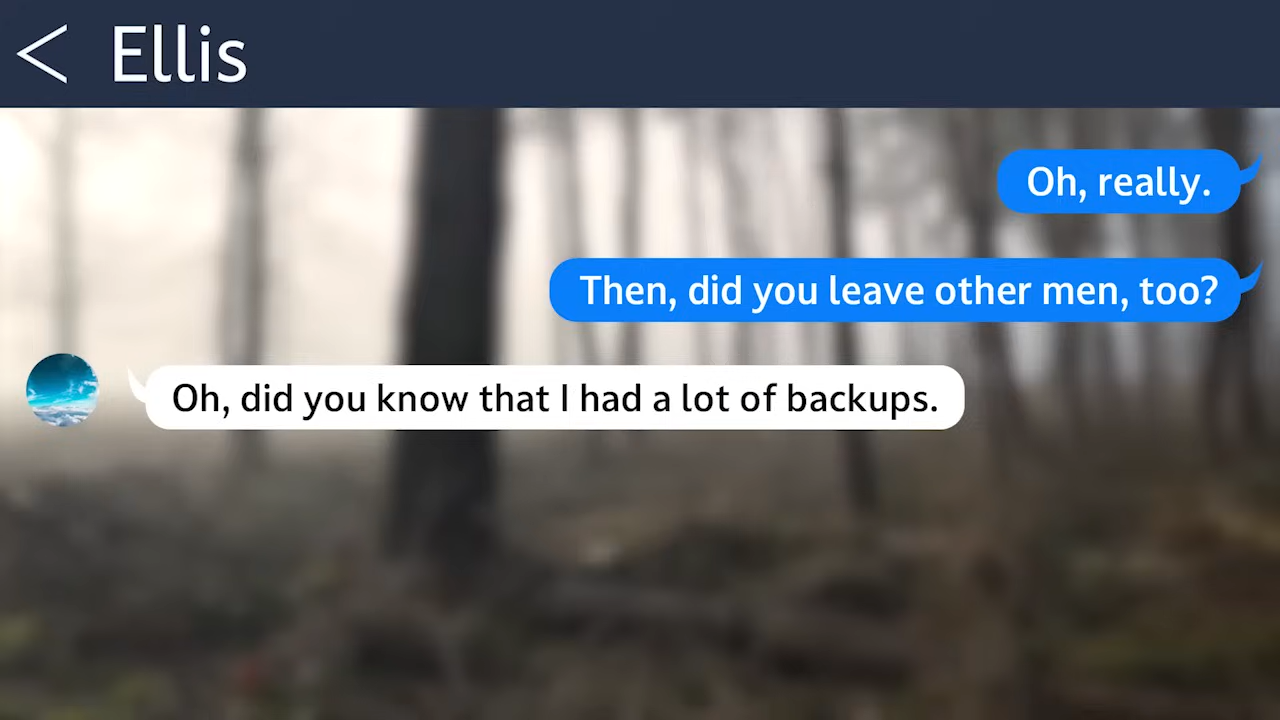 Ellis
Oh, really.
Then, did you leave other men, too?
Oh, did you know that I had a lot of backups.